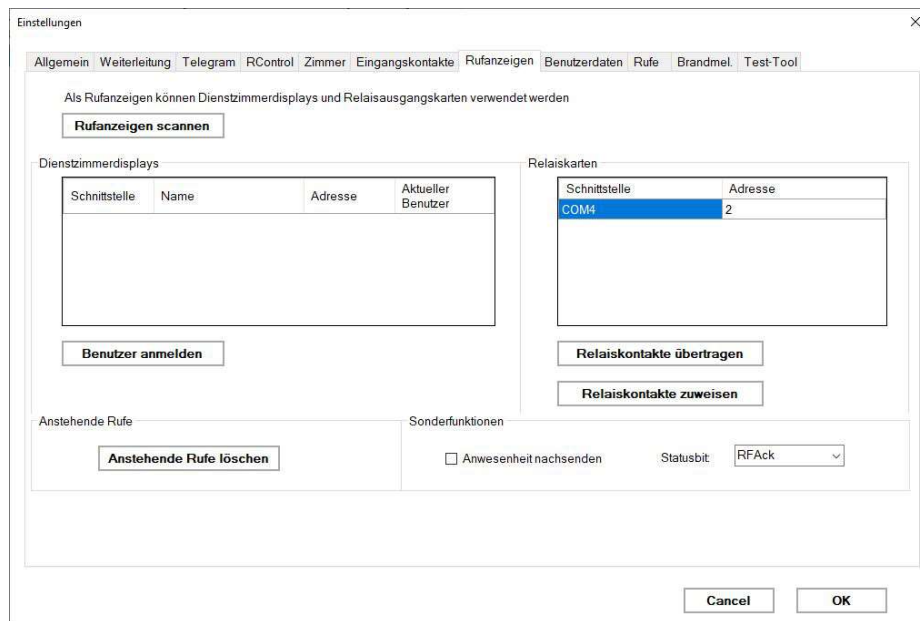 Einstellungen
Allgemein Weiterleitung Telegram RControl Zimmer Eingangskontakte Rufanzeigen Benutzerdaten Rufe Brandmel. Test-Tool
Als Rufanzeigen können Dienstzimmerdisplays und Relaisausgangskarten verwendet werden
Rufanzeigen scannen
Dienstzimmerdisplays
Schnittstelle Name Adresse Aktueller Benutzer
Benutzer anmelden
Relaiskarten
Schnittstelle Adresse
COM4 2
Relaiskontakte übertragen
Relaiskontakte zuweisen
Anstehende Rufe
Anstehende Rufe löschen
Sonderfunktionen
Anwesenheit nachsenden Statusbit: RFAck
Cancel OK